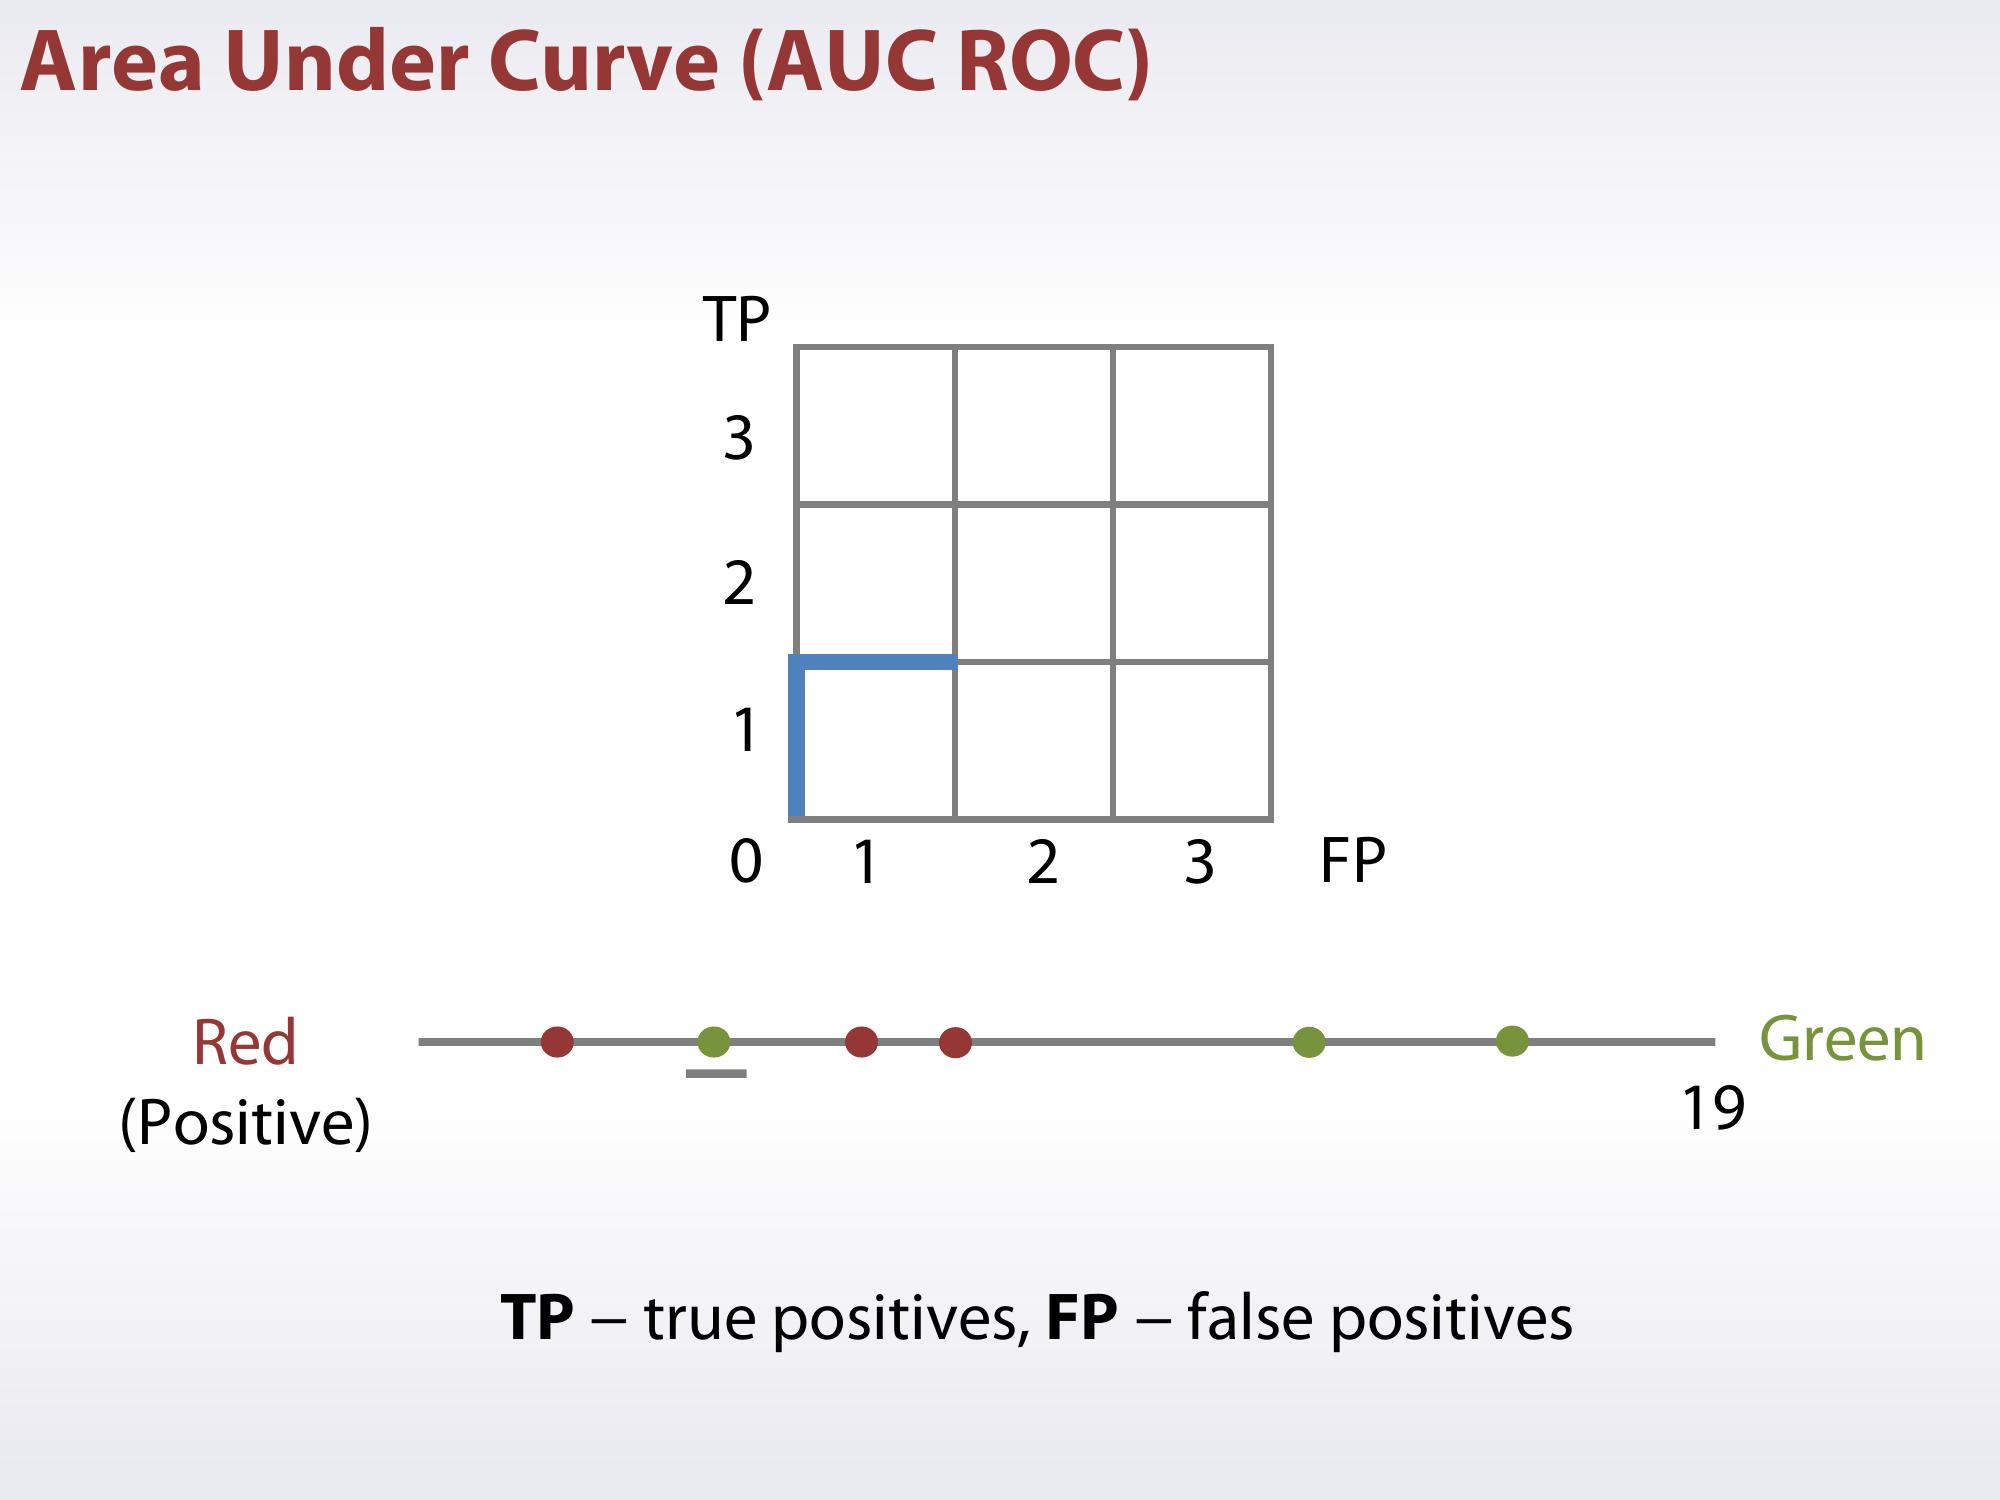 Area Under Curve (AUC ROC)
TP
3
2
1
0 1 2 3 FP
Red
Green
(Positive)
19
TP – true positives, FP – false positives